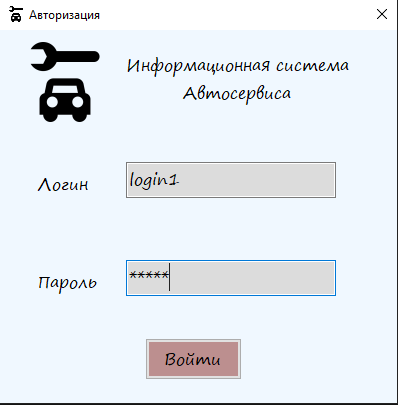 Авторизация
Информационная система
Автосервиса
Логин
login1
Пароль
*****
Войти